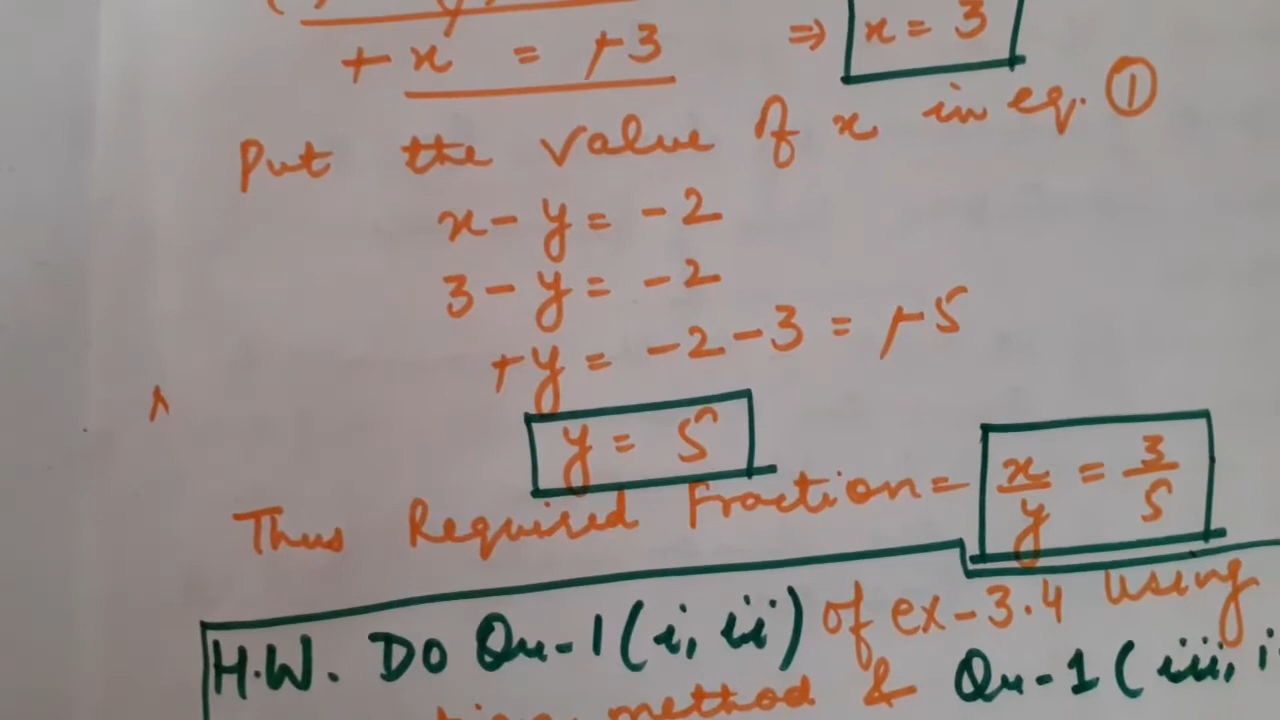 +x = +3 ⇒ x = 3
Put the value of x in eq. ①
x - y = -2
3 - y = -2
+y = -2 - 3 = +5
y = 5
Thus Required Fraction = x/y = 3/5
H.W. Do Qu-1 (i, ii) of ex-3.4 using
method & Qu-1 (iii, i